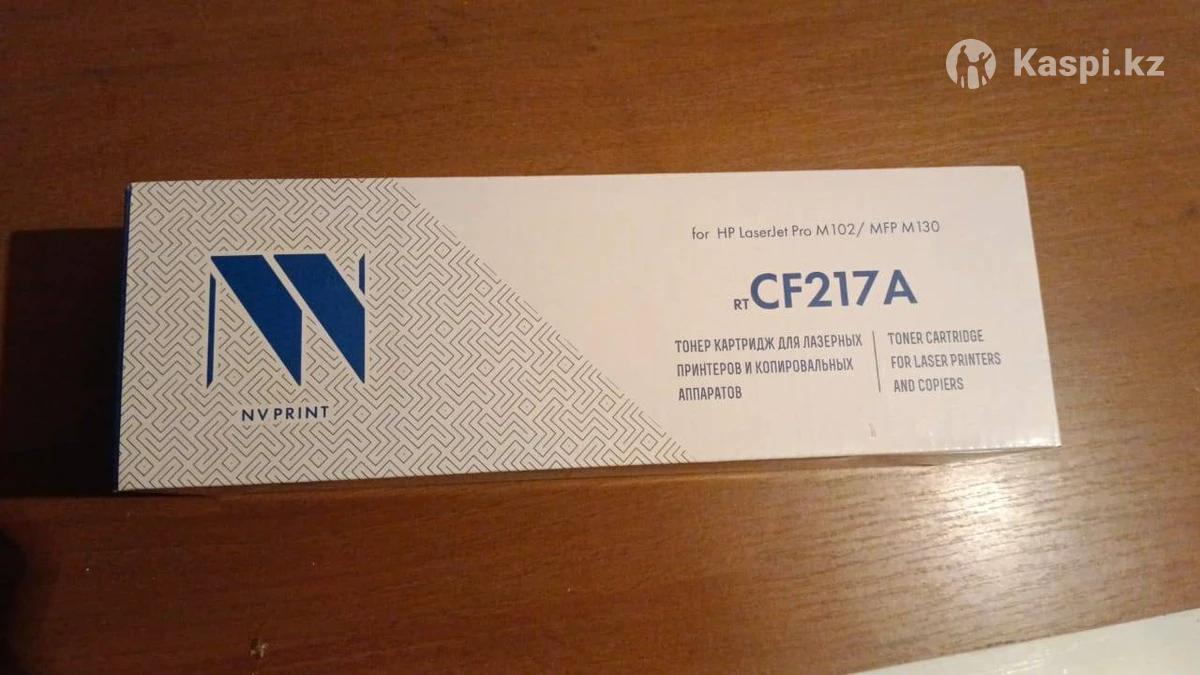 Kaspi.kz
for HP LaserJet Pro M102/ MFP M130
RT CF217A
ТОНЕР КАРТРИДЖ ДЛЯ ЛАЗЕРНЫХ
ПРИНТЕРОВ И КОПИРОВАЛЬНЫХ
АППАРАТОВ
TONER CARTRIDGE
FOR LASER PRINTERS
AND COPIERS
NV PRINT